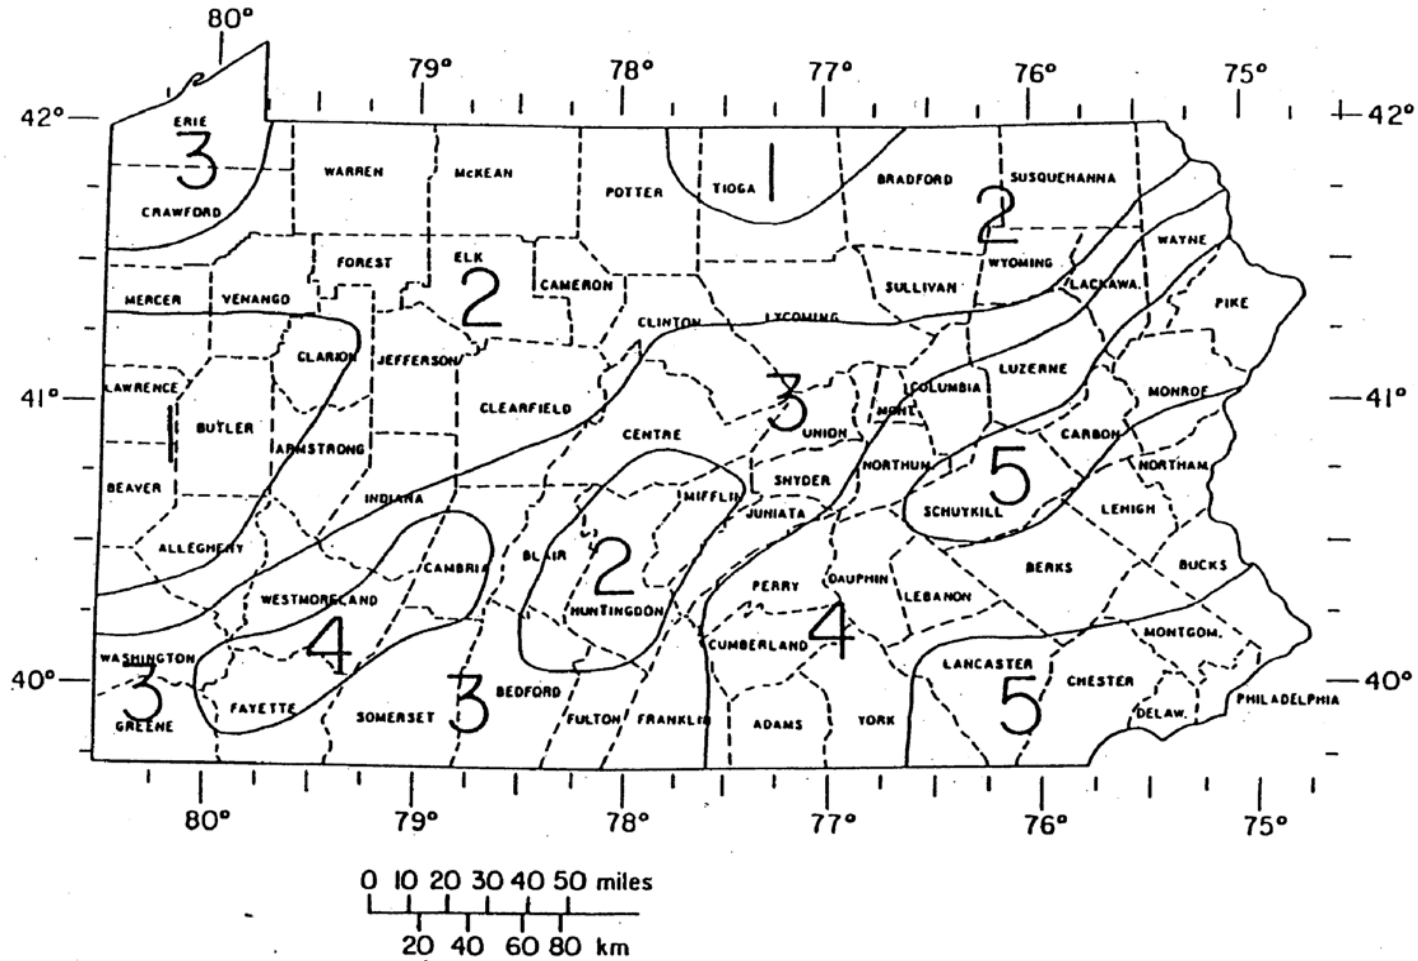 80°
79° 78° 77° 76° 75°
42° 42°
ERIE
3
1
WARREN McKEAN POTTER TIOGA BRADFORD SUSQUEHANNA
CRAWFORD
2
WAYNE
FOREST ELK WYOMING
MERCER VENANGO 2 CAMERON SULLIVAN LACKAWA. PIKE
CLINTON LYCOMING
CLARION JEFFERSON LUZERNE
LAWRENCE COLUMBIA MONROE
41° 41°
3
1 BUTLER CLEARFIELD CENTRE UNION MONT. CARBON
ARMSTRONG NORTHUM. 5 NORTHAM.
BEAVER INDIANA MIFFLIN SNYDER
JUNIATA SCHUYKILL LEHIGH
ALLEGHENY CAMBRIA BLAIR 2 BERKS BUCKS
WESTMORELAND HUNTINGDON PERRY DAUPHIN LEBANON
4 4
CUMBERLAND MONTGOM.
WASHINGTON LANCASTER
40° 40°
3 3 5
BEDFORD CHESTER
GREENE FAYETTE SOMERSET FULTON FRANKLIN ADAMS YORK DELAW. PHILADELPHIA
80° 79° 78° 77° 76° 75°
0 10 20 30 40 50 miles
20 40 60 80 km